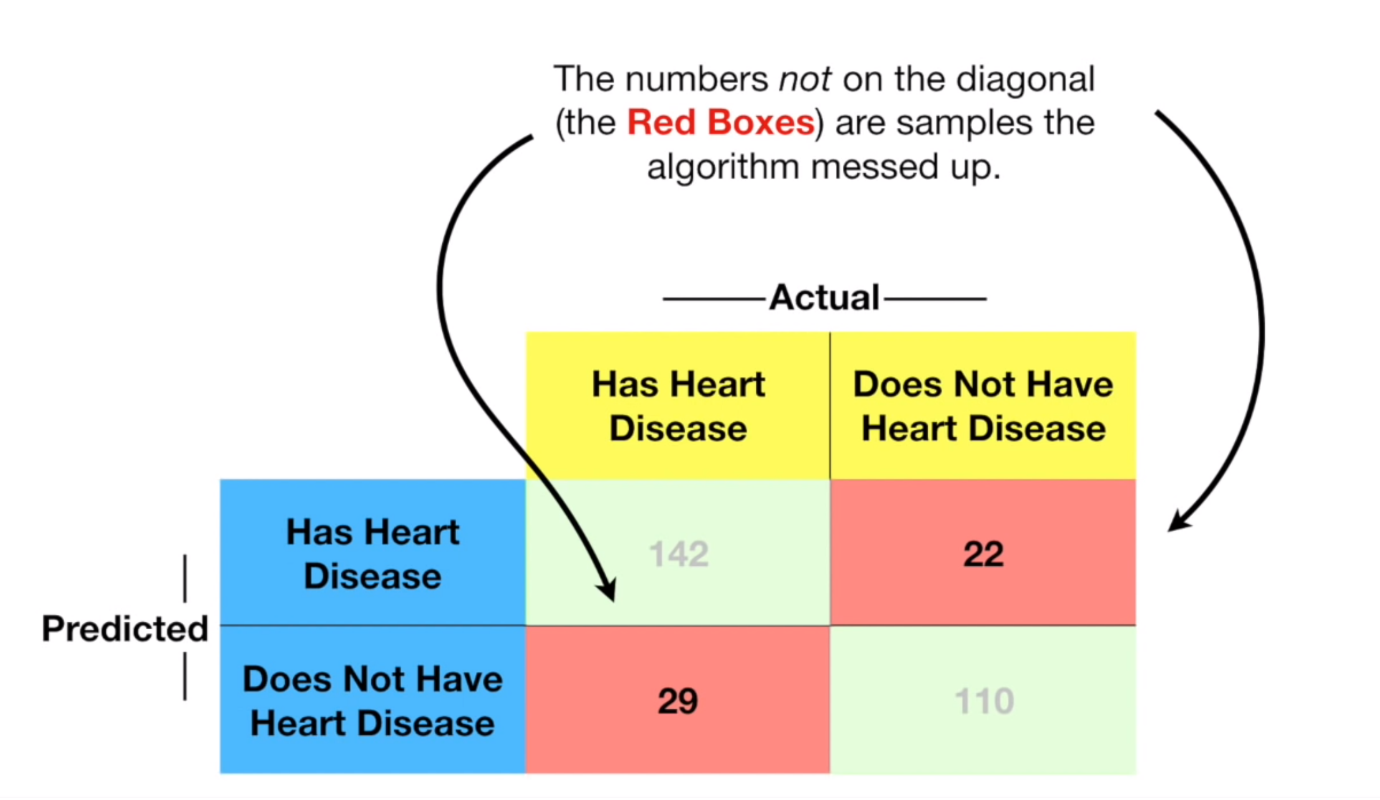 The numbers not on the diagonal
(the Red Boxes) are samples the
algorithm messed up.
Actual
Has Heart
Disease
Does Not Have
Heart Disease
Predicted
Has Heart
Disease
142
22
Does Not Have
Heart Disease
29
110